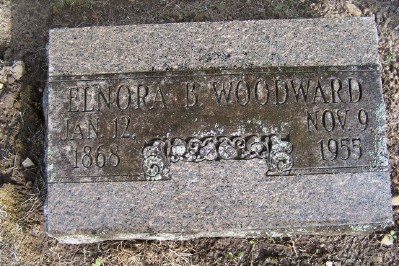 ELNORA B. WOODWARD
JAN. 12, NOV. 9,
1868 1955